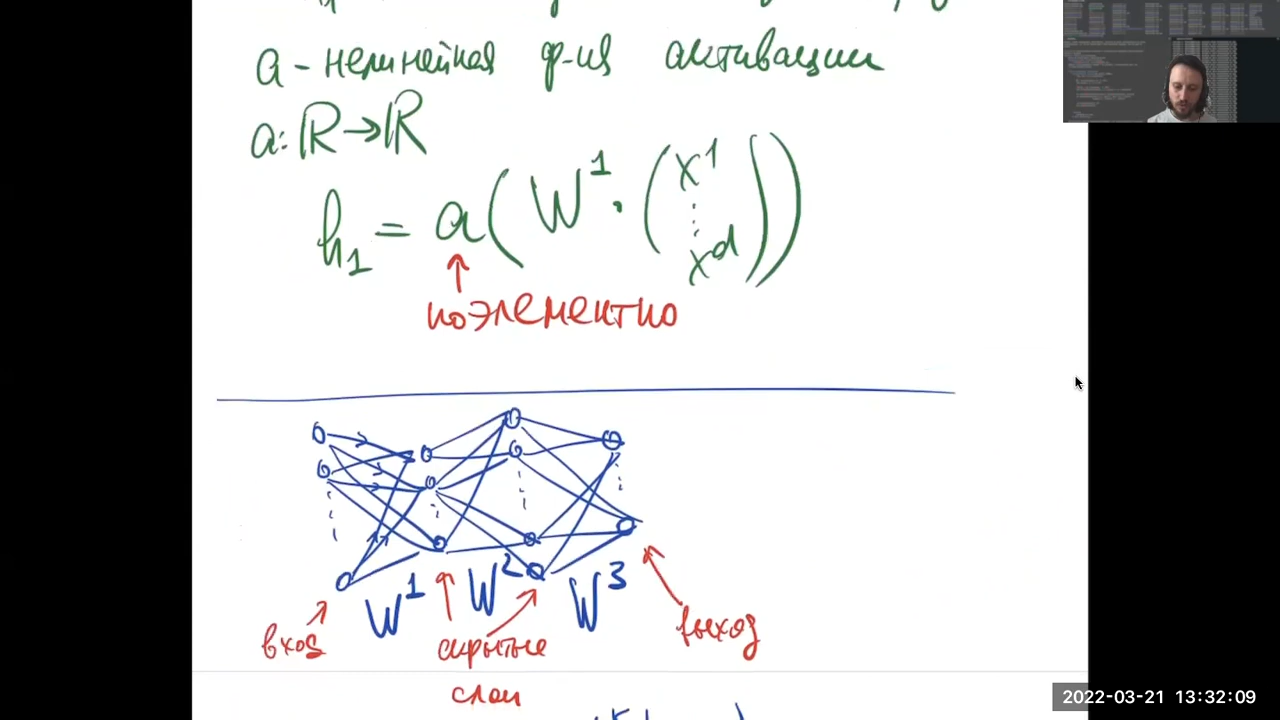 a - нелинейная ф-ия активации
a: ℝ→ℝ
h₁ = a(W¹·(x¹ ⋮ xᵈ))
поэлементно
W¹ W² W³
вход скрытые выход
слои
2022-03-21 13:32:09